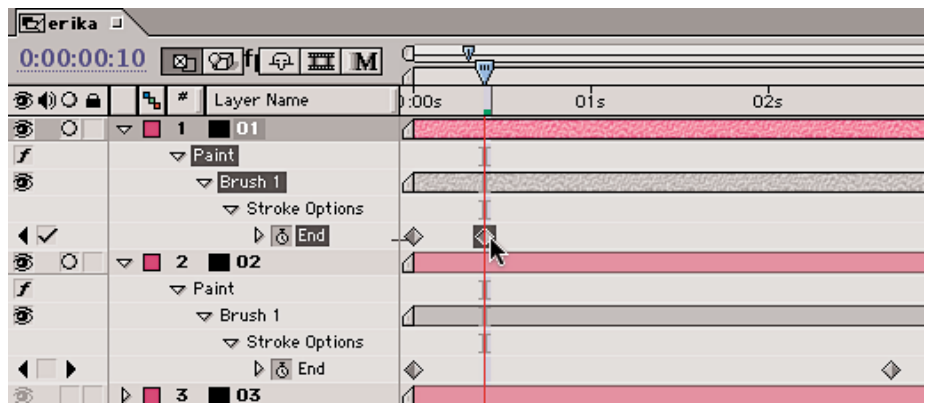 erika
0:00:00:10 f M
# Layer Name ):00s 01s 02s
1 01
f Paint
Brush 1
Stroke Options
End
2 02
f Paint
Brush 1
Stroke Options
End
3 03